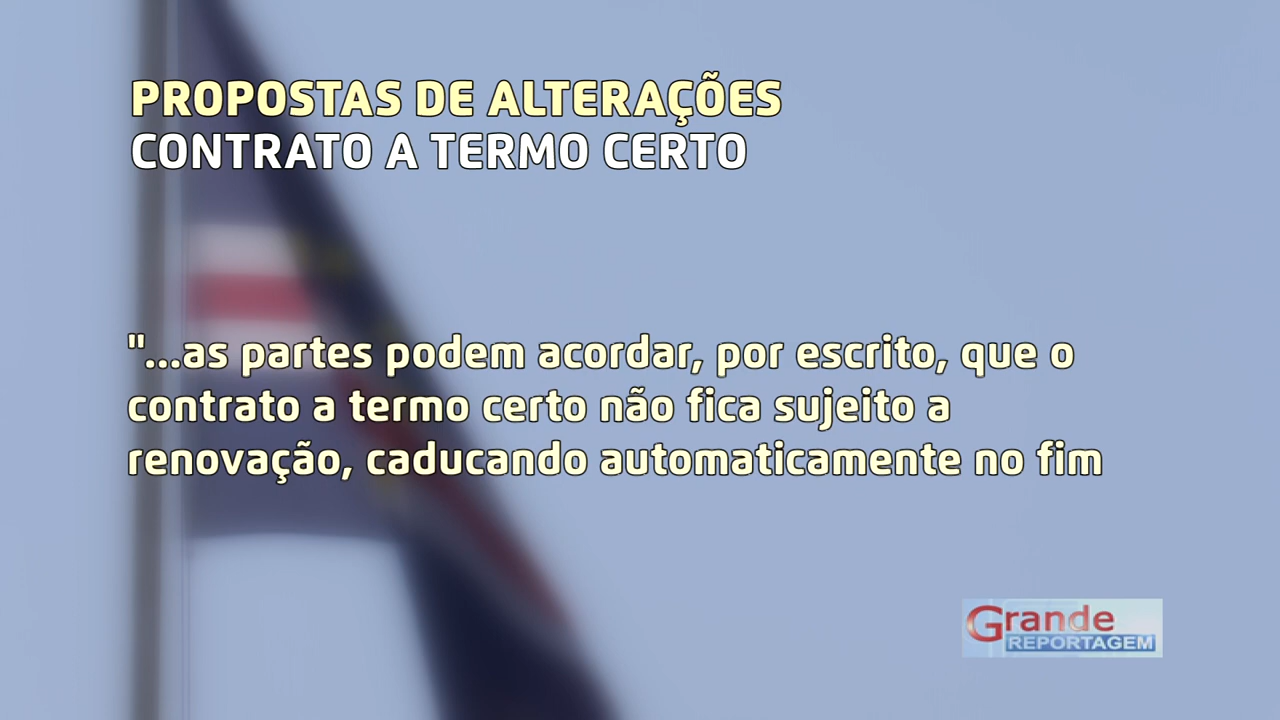 PROPOSTAS DE ALTERAÇÕES
CONTRATO A TERMO CERTO
"...as partes podem acordar, por escrito, que o
contrato a termo certo não fica sujeito a
renovação, caducando automaticamente no fim
Grande
REPORTAGEM